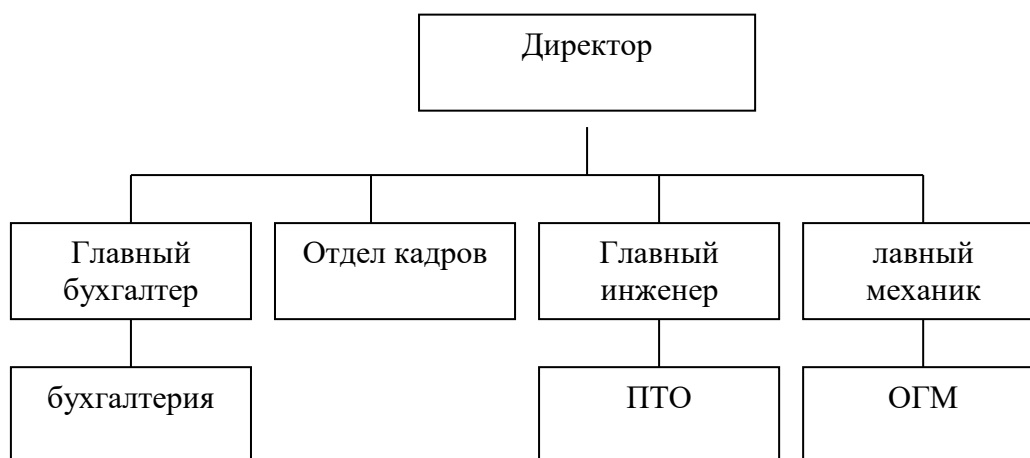 Директор
Главный
бухгалтер
Отдел кадров
Главный
инженер
лавный
механик
бухгалтерия
ПТО
ОГМ